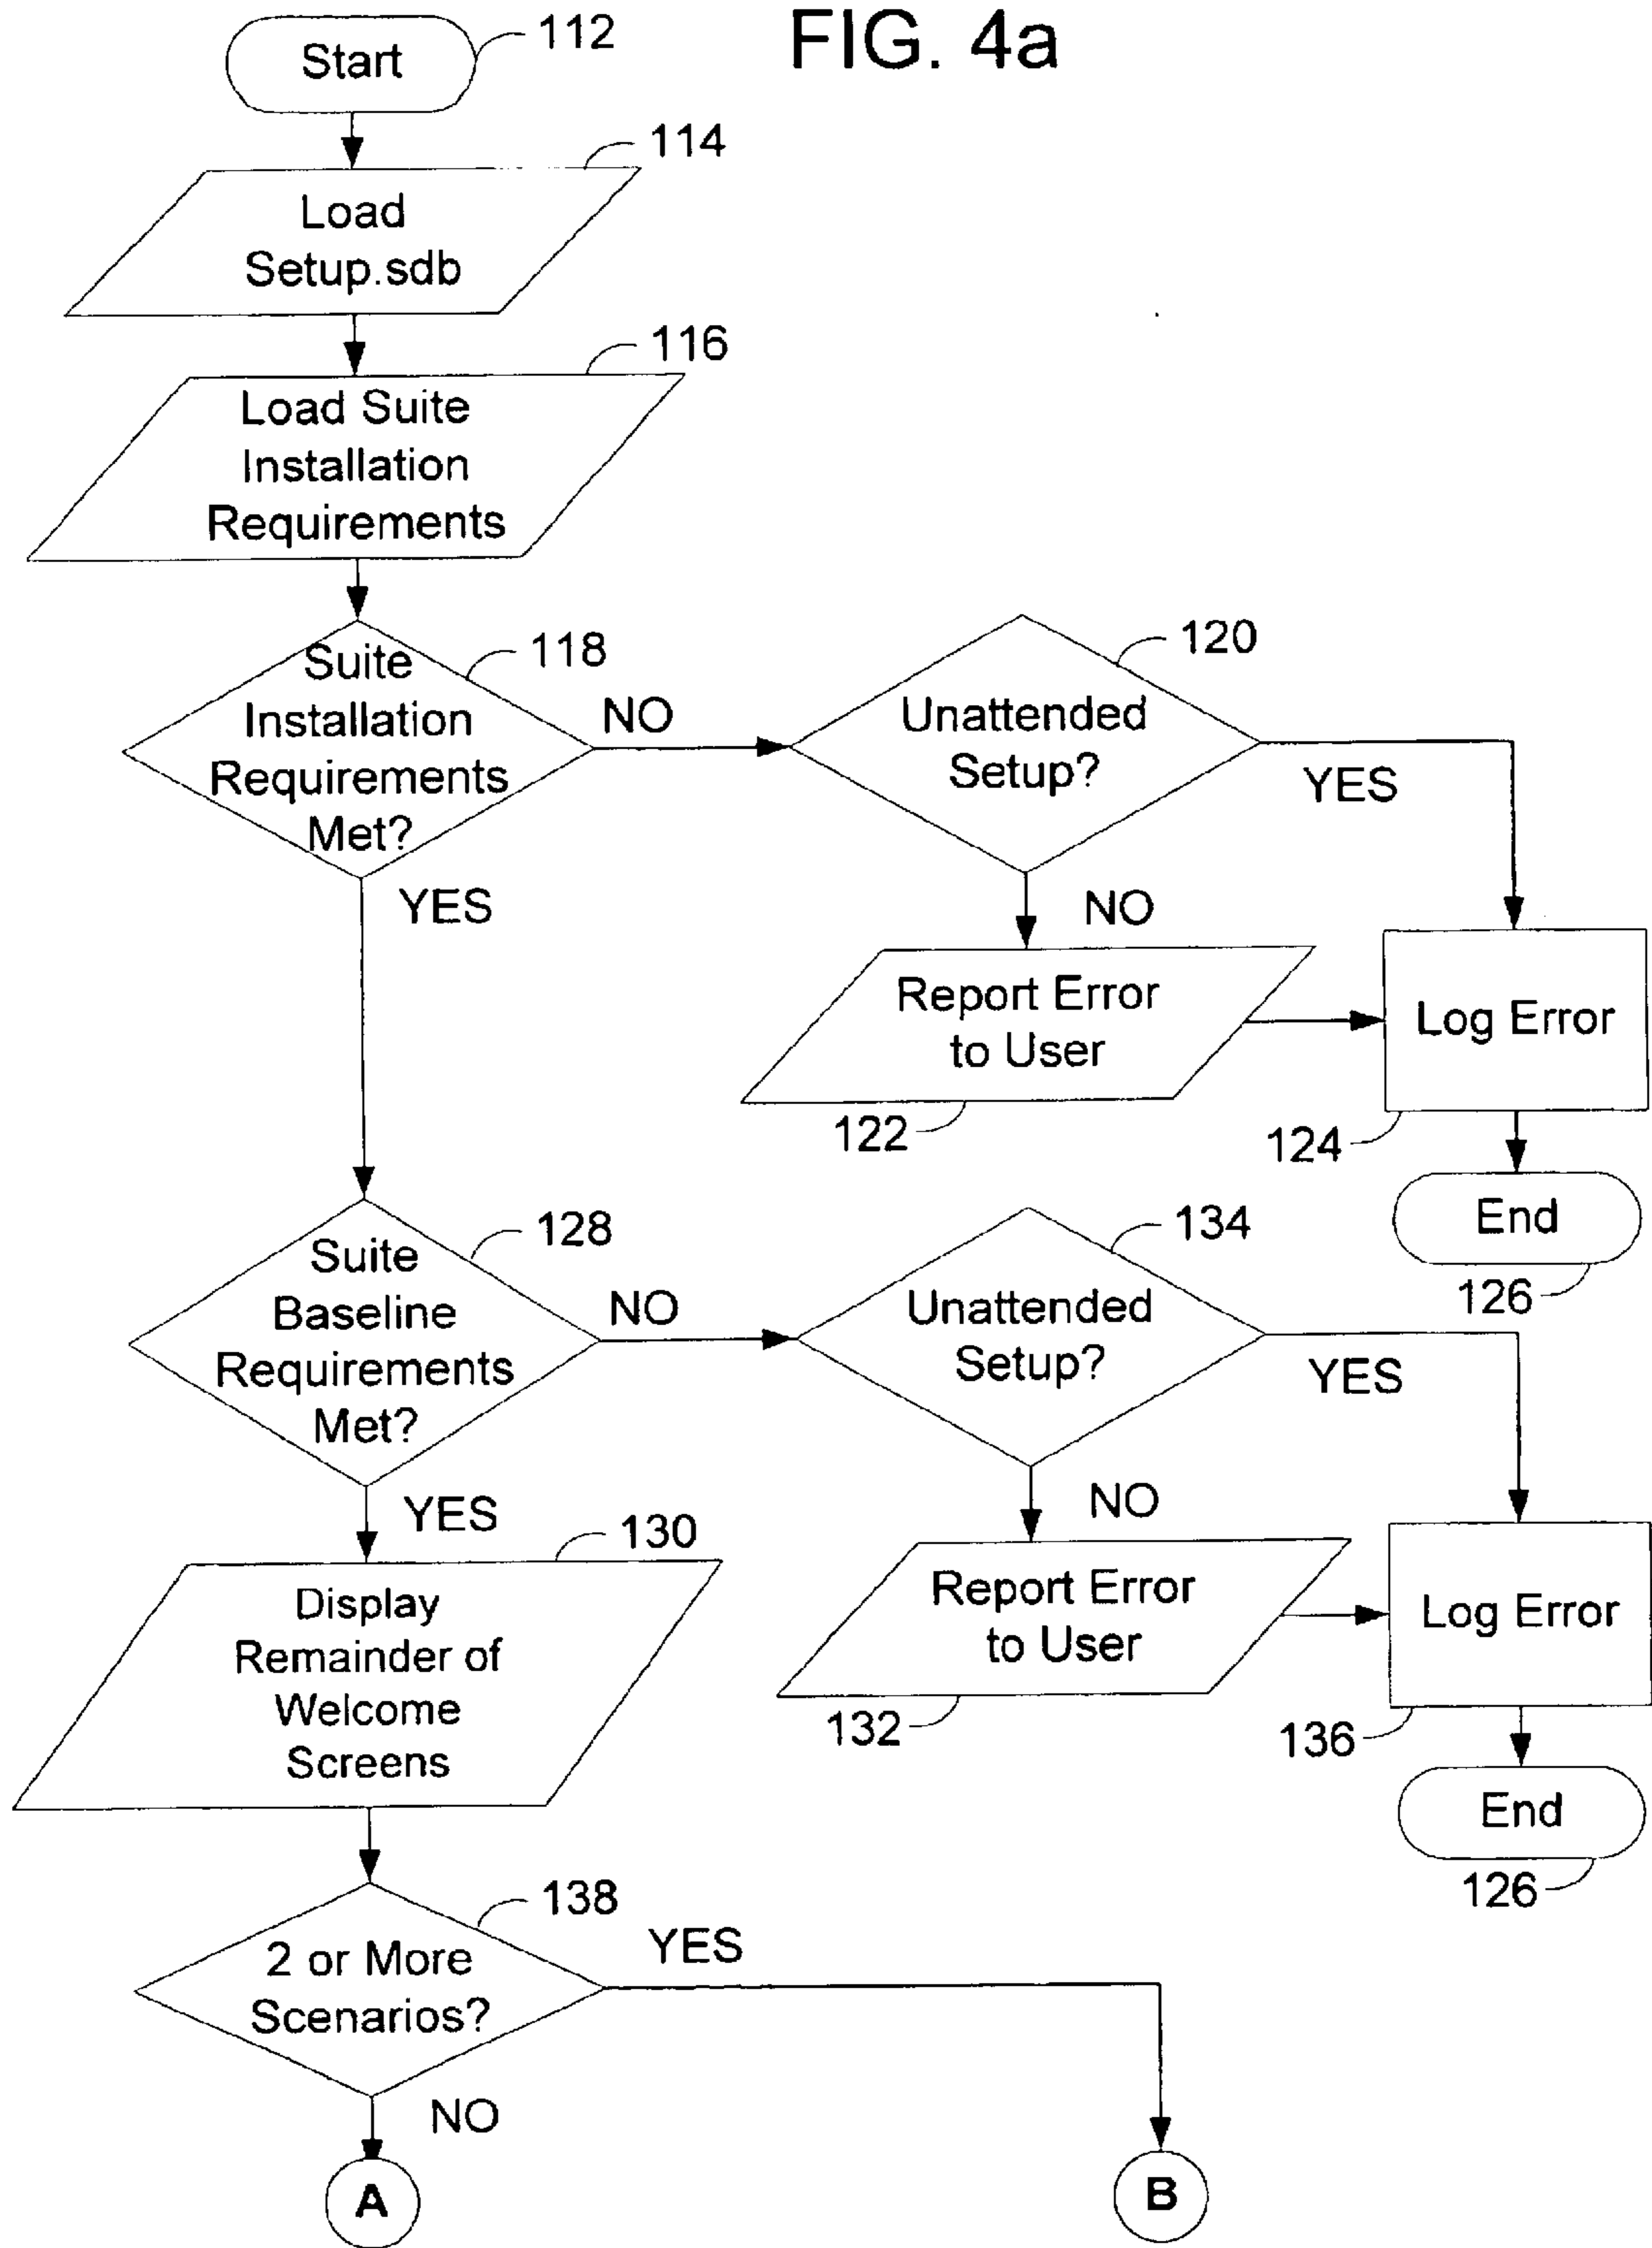 FIG. 4a
Start
112
114
Load
Setup.sdb
116
Load Suite
Installation
Requirements
118
Suite
Installation
Requirements
Met?
NO
YES
120
Unattended
Setup?
YES
NO
Report Error
to User
122
Log Error
124
End
126
128
Suite
Baseline
Requirements
Met?
NO
YES
134
Unattended
Setup?
YES
NO
Report Error
to User
132
Log Error
136
End
126
130
Display
Remainder of
Welcome
Screens
138
2 or More
Scenarios?
YES
NO
A
B